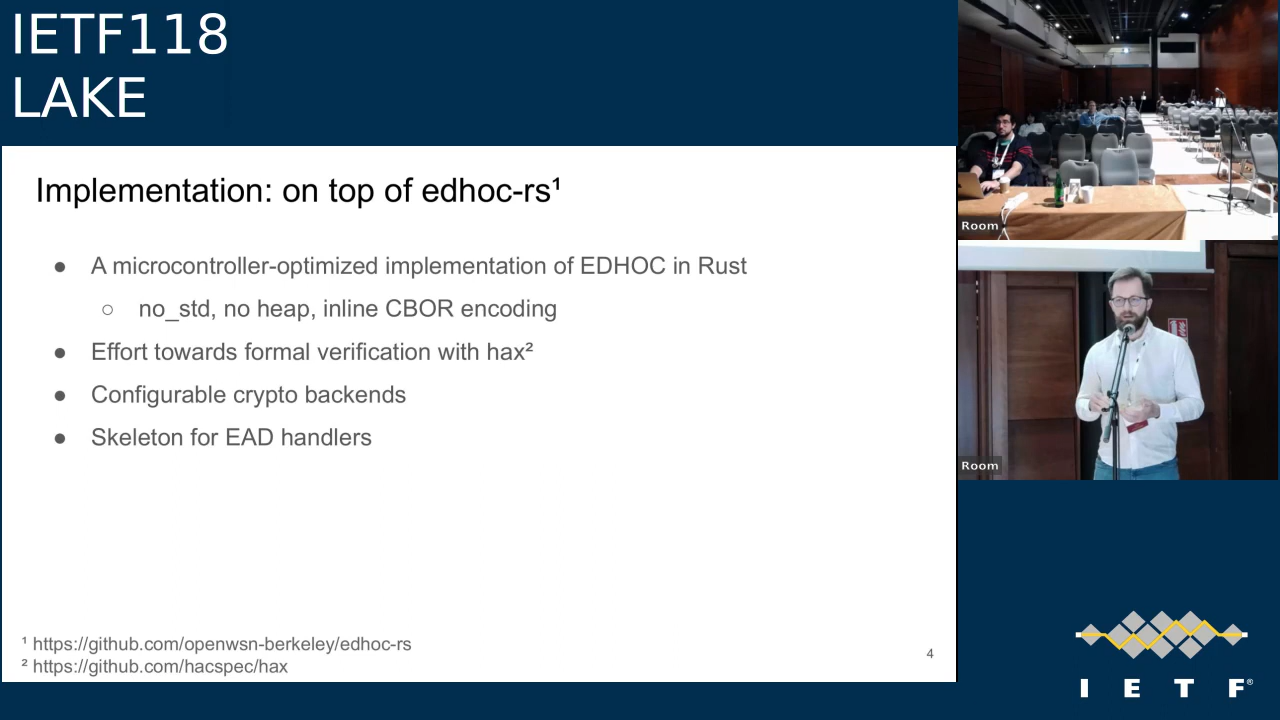 IETF118
LAKE
Implementation: on top of edhoc-rs¹
● A microcontroller-optimized implementation of EDHOC in Rust
○ no_std, no heap, inline CBOR encoding
● Effort towards formal verification with hax²
● Configurable crypto backends
● Skeleton for EAD handlers
¹ https://github.com/openwsn-berkeley/edhoc-rs
² https://github.com/hacspec/hax
4
Room
Room
I E T F®